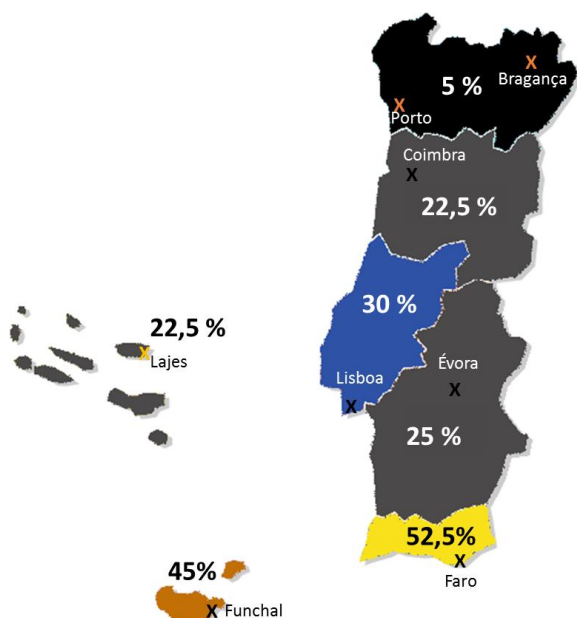 Bragança
5 %
Porto
Coimbra
22,5 %
30 %
22,5 %
Lajes
Lisboa
Évora
25 %
52,5%
Faro
45%
Funchal